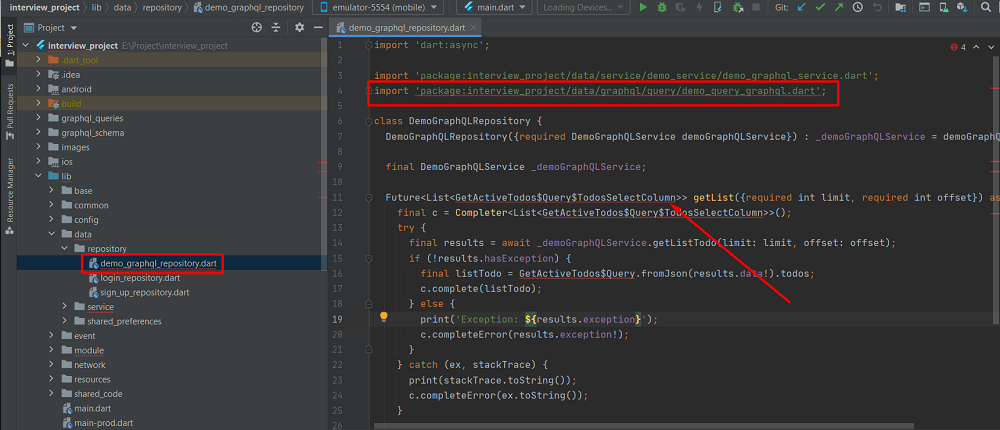 interview_project > lib > data > repository > demo_graphql_repository
emulator-5554 (mobile)
main.dart
Loading Devices...
Git:
Project
interview_project E:\Project\interview_project
.dart_tool
.idea
android
build
graphql_queries
graphql_schema
images
ios
lib
base
common
config
data
repository
demo_graphql_repository.dart
login_repository.dart
sign_up_repository.dart
service
shared_preferences
event
module
network
resources
shared_code
main.dart
main-prod.dart
1: Project
Pull Requests
Resource Manager
demo_graphql_repository.dart ×
4
1 import 'dart:async';
2
3 import 'package:interview_project/data/service/demo_service/demo_graphql_service.dart';
4 import 'package:interview_project/data/graphql/query/demo_query_graphql.dart';
5
6 class DemoGraphQLRepository {
7 DemoGraphQLRepository({required DemoGraphQLService demoGraphQLService}) : _demoGraphQLService = demoGraphQ
8
9 final DemoGraphQLService _demoGraphQLService;
10
11 Future<List<GetActiveTodos$Query$TodosSelectColumn>> getList({required int limit, required int offset}) as
12 final c = Completer<List<GetActiveTodos$Query$TodosSelectColumn>>();
13 try {
14 final results = await _demoGraphQLService.getListTodo(limit: limit, offset: offset);
15 if (!results.hasException) {
16 final listTodo = GetActiveTodos$Query.fromJson(results.data!).todos;
17 c.complete(listTodo);
18 } else {
19 print('Exception: ${results.exception}');
20 c.completeError(results.exception!);
21 }
22 } catch (ex, stackTrace) {
23 print(stackTrace.toString());
24 c.completeError(ex.toString());
25 }
26